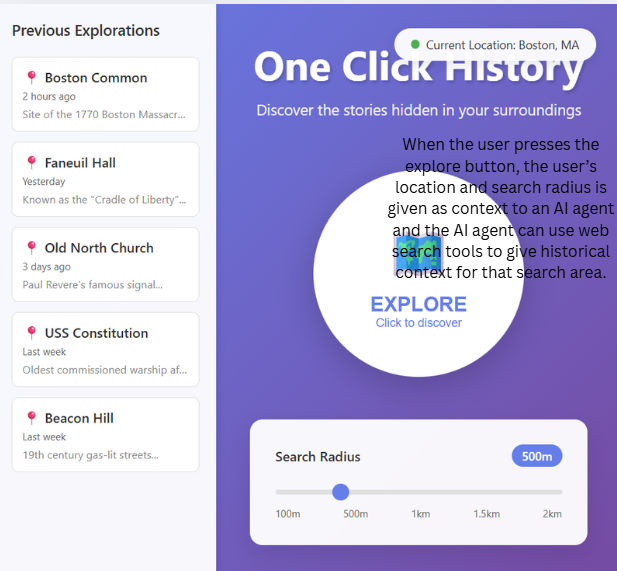 Previous Explorations
Boston Common
2 hours ago
Site of the 1770 Boston Massacr...
Faneuil Hall
Yesterday
Known as the "Cradle of Liberty"...
Old North Church
3 days ago
Paul Revere's famous signal...
USS Constitution
Last week
Oldest commissioned warship af...
Beacon Hill
Last week
19th century gas-lit streets...
Current Location: Boston, MA
One Click History
Discover the stories hidden in your surroundings
When the user presses the
explore button, the user's
location and search radius is
given as context to an AI agent
and the AI agent can use web
search tools to give historical
context for that search area.
EXPLORE
Click to discover
Search Radius
500m
100m 500m 1km 1.5km 2km